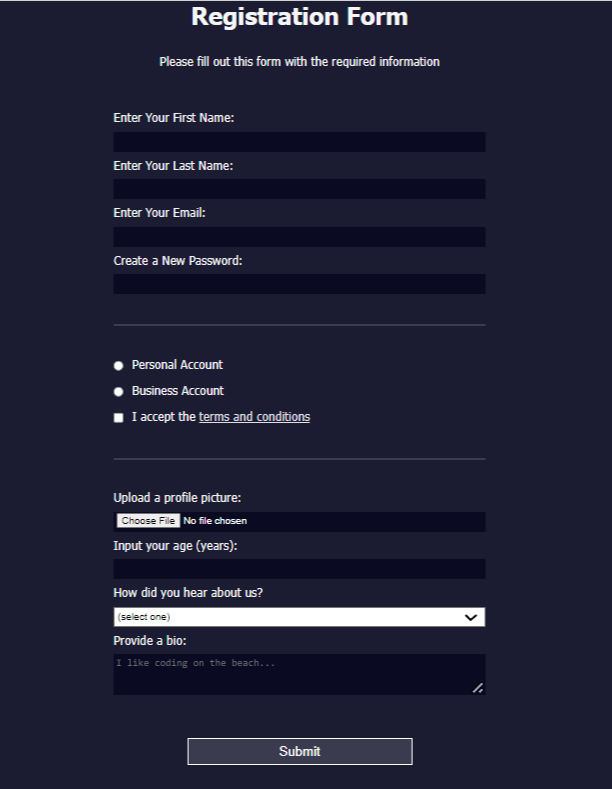 Registration Form
Please fill out this form with the required information
Enter Your First Name:
Enter Your Last Name:
Enter Your Email:
Create a New Password:
Personal Account
Business Account
I accept the terms and conditions
Upload a profile picture:
Choose File No file chosen
Input your age (years):
How did you hear about us?
(select one)
Provide a bio:
I like coding on the beach...
Submit